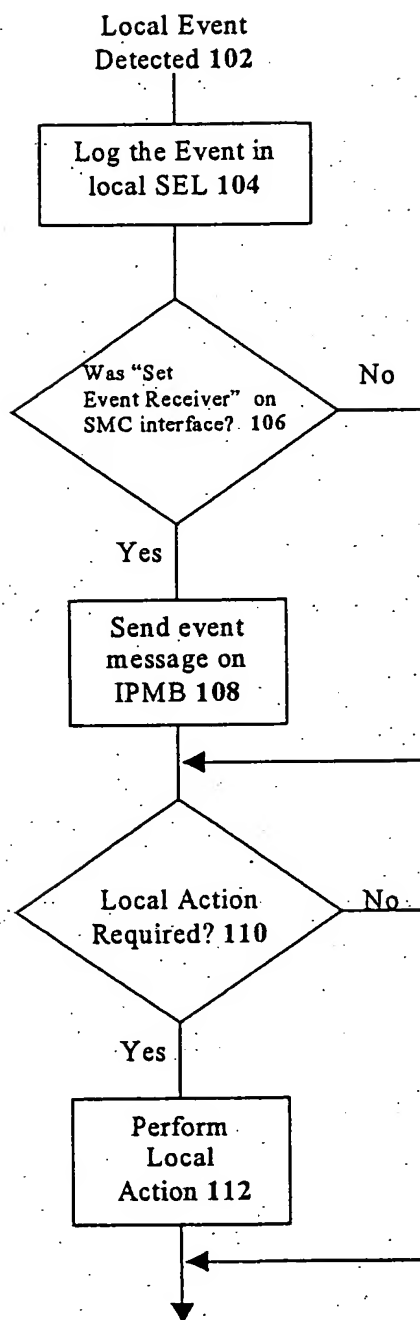 Local Event
Detected 102
Log the Event in
local SEL 104
Was "Set
Event Receiver" on
SMC interface? 106
No
Yes
Send event
message on
IPMB 108
Local Action
Required? 110
No
Yes
Perform
Local
Action 112